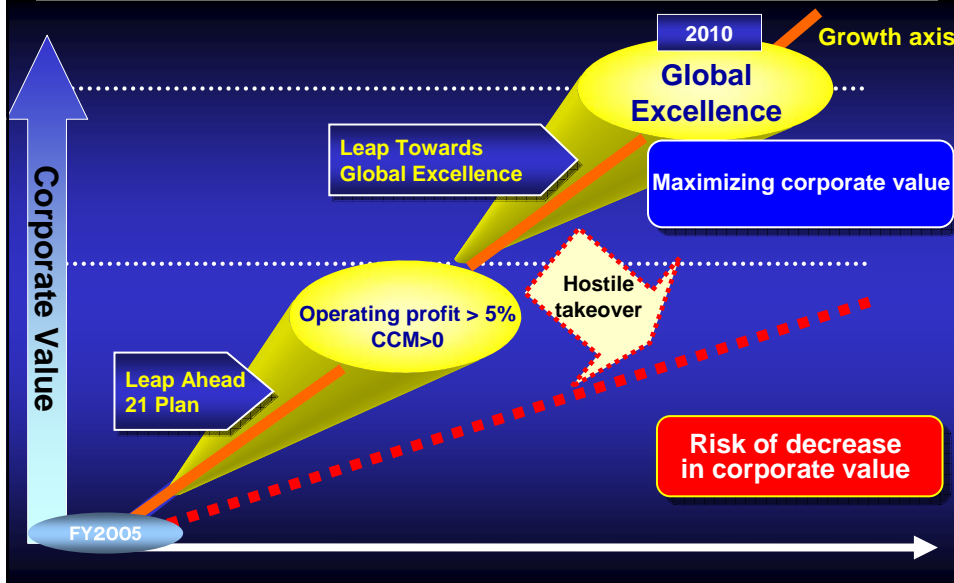 2010
Growth axis
Global
Excellence
Leap Towards
Global Excellence
Maximizing corporate value
Corporate Value
Hostile
takeover
Operating profit > 5%
CCM>0
Leap Ahead
21 Plan
Risk of decrease
in corporate value
FY2005